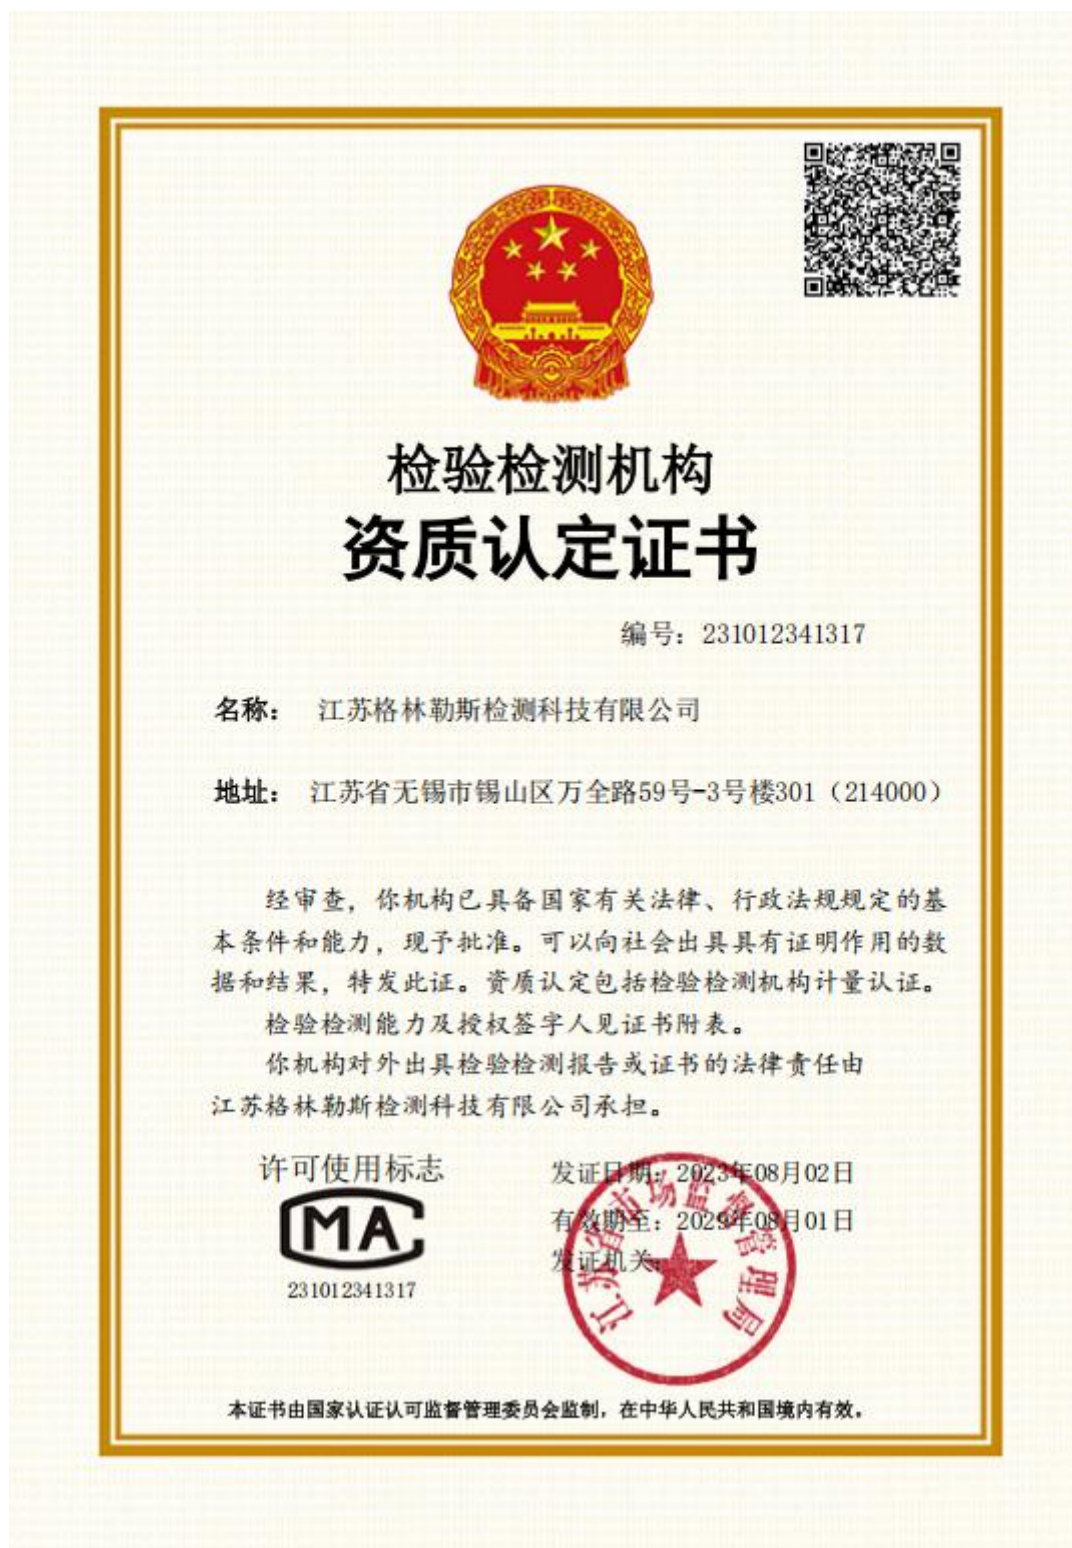 检验检测机构
资质认定证书
编号：231012341317
名称： 江苏格林勒斯检测科技有限公司
地址： 江苏省无锡市锡山区万全路59号-3号楼301（214000）
经审查，你机构已具备国家有关法律、行政法规规定的基
本条件和能力，现予批准。可以向社会出具具有证明作用的数
据和结果，特发此证。资质认定包括检验检测机构计量认证。
检验检测能力及授权签字人见证书附表。
你机构对外出具检验检测报告或证书的法律责任由
江苏格林勒斯检测科技有限公司承担。
许可使用标志
MA
231012341317
发证日期：2023年08月02日
有效期至：2029年08月01日
发证机关：
江苏省市场监督管理局
本证书由国家认证认可监督管理委员会监制，在中华人民共和国境内有效。